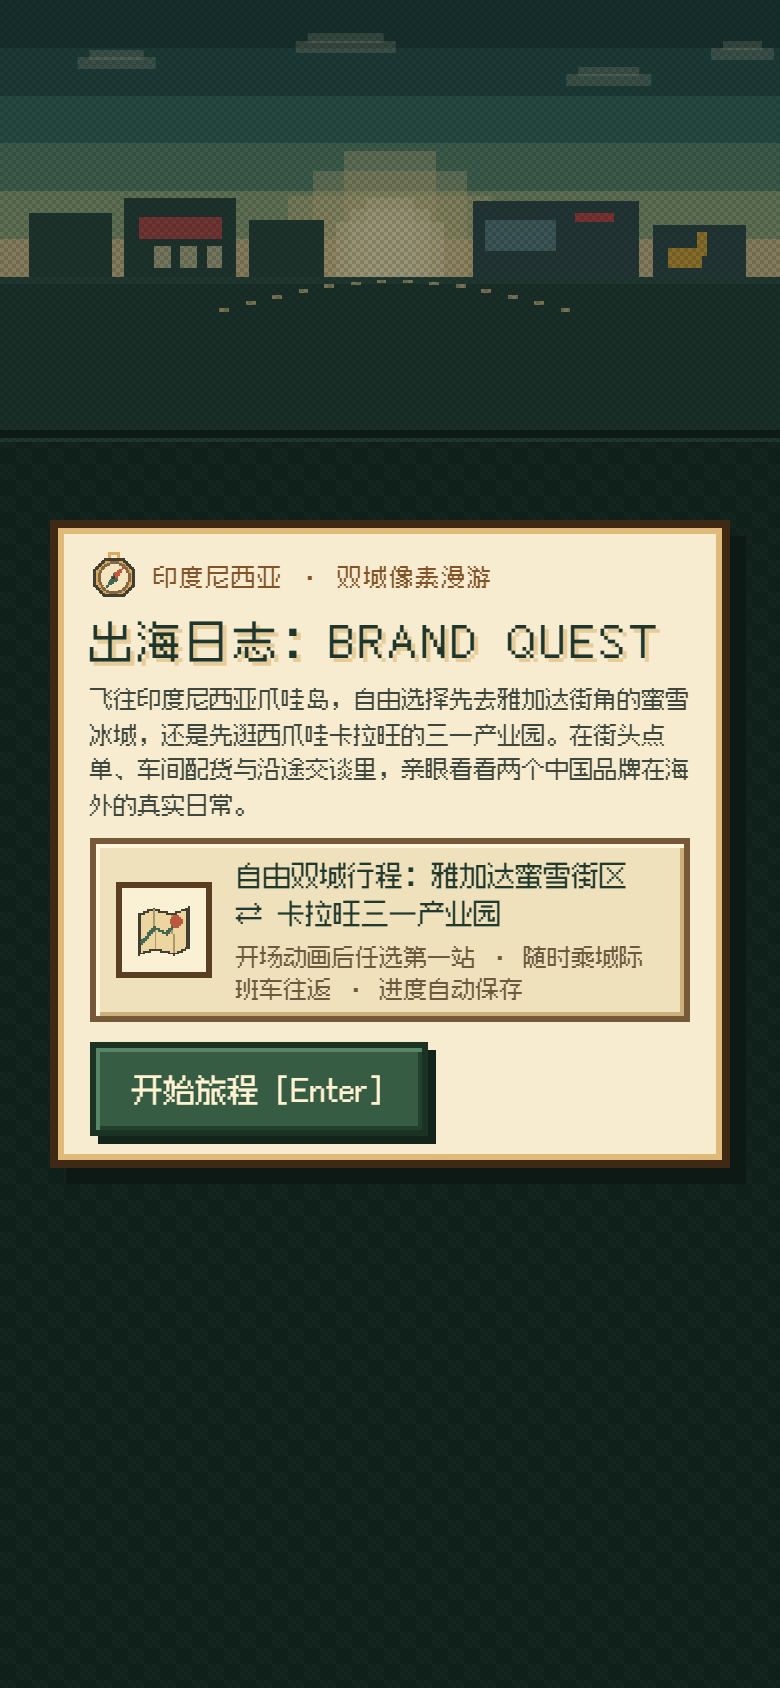 印度尼西亚 · 双城像素漫游
出海日志：BRAND QUEST
飞往印度尼西亚爪哇岛，自由选择先去雅加达街角的蜜雪
冰城，还是先逛西爪哇卡拉旺的三一产业园。在街头点
单、车间配货与沿途交谈里，亲眼看看两个中国品牌在海
外的真实日常。
自由双城行程：雅加达蜜雪街区
⇄ 卡拉旺三一产业园
开场动画后任选第一站 · 随时乘城际
班车往返 · 进度自动保存
开始旅程 [Enter]